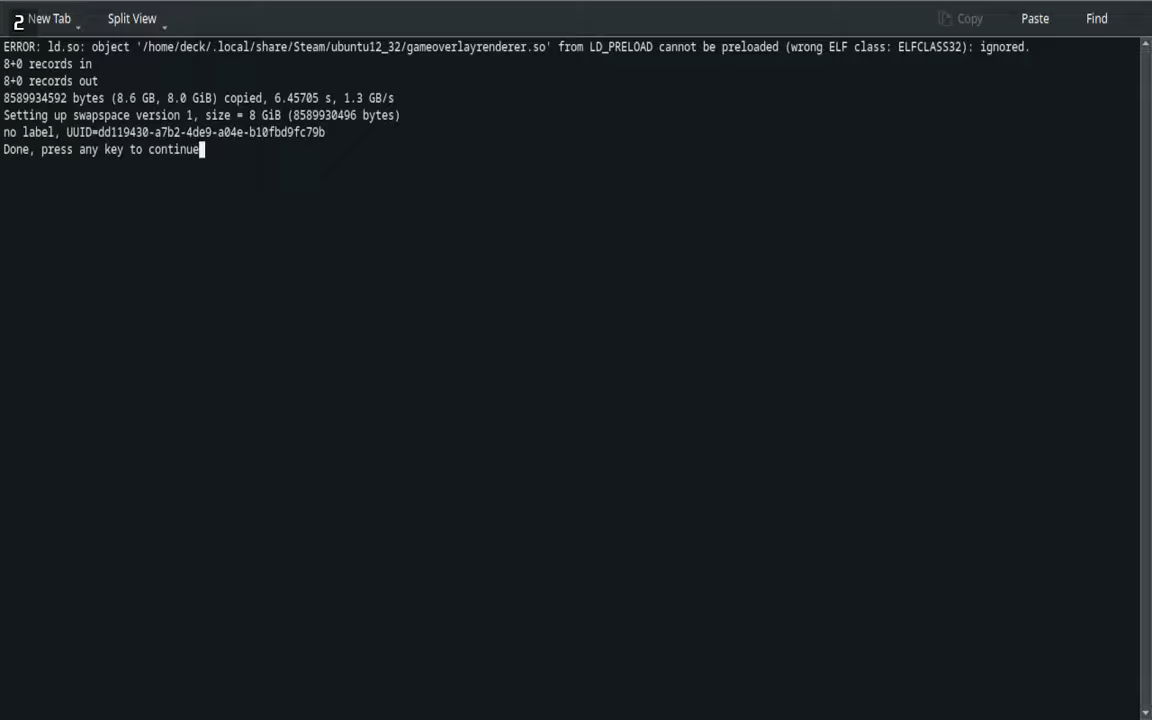 2 New Tab Split View Copy Paste Find
ERROR: ld.so: object '/home/deck/.local/share/Steam/ubuntu12_32/gameoverlayrenderer.so' from LD_PRELOAD cannot be preloaded (wrong ELF class: ELFCLASS32): ignored.
8+0 records in
8+0 records out
8589934592 bytes (8.6 GB, 8.0 GiB) copied, 6.45705 s, 1.3 GB/s
Setting up swapspace version 1, size = 8 GiB (8589930496 bytes)
no label, UUID=dd119430-a7b2-4de9-a04e-b10fbd9fc79b
Done, press any key to continue